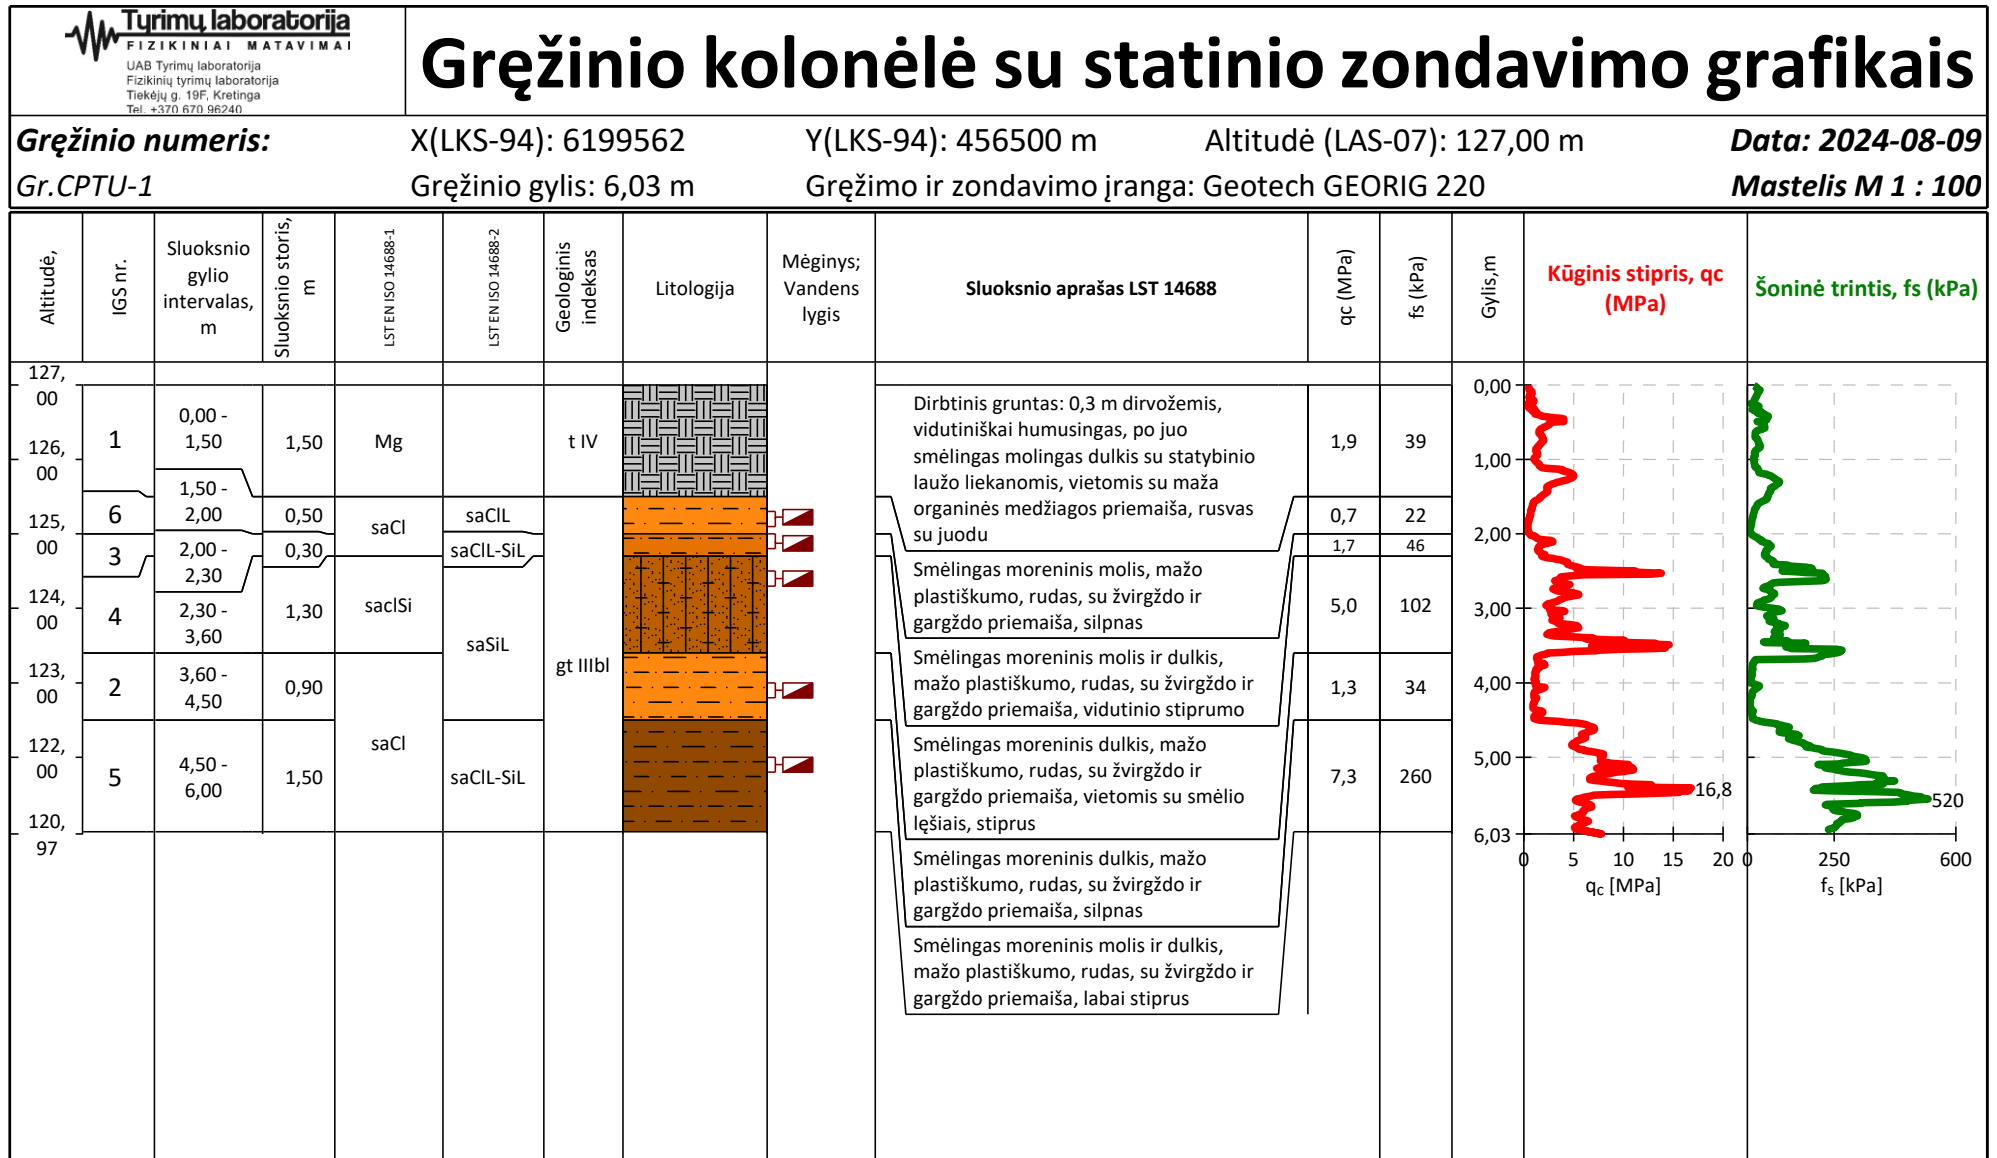 Tyrimų laboratorija
FIZIKINIAI MATAVIMAI
UAB Tyrimų laboratorija
Fizikinių tyrimų laboratorija
Tiekėjų g. 19F, Kretinga
Tel. +370 670 96240
Gręžinio kolonėlė su statinio zondavimo grafikais
Gręžinio numeris:
X(LKS-94): 6199562
Y(LKS-94): 456500 m
Altitudė (LAS-07): 127,00 m
Data: 2024-08-09
Gr.CPTU-1
Gręžinio gylis: 6,03 m
Gręžimo ir zondavimo įranga: Geotech GEORIG 220
Mastelis M 1 : 100
Altitudė,
IGS nr.
Sluoksnio
gylio
intervalas,
m
Sluoksnio storis,
m
LST EN ISO 14688-1
LST EN ISO 14688-2
Geologinis
indeksas
Litologija
Mėginys;
Vandens
lygis
Sluoksnio aprašas LST 14688
qc (MPa)
fs (kPa)
Gylis,m
Kūginis stipris, qc
(MPa)
Šoninė trintis, fs (kPa)
127,
00
126,
00
125,
00
124,
00
123,
00
122,
00
120,
97
1
6
3
4
2
5
0,00 -
1,50
1,50 -
2,00
2,00 -
2,30
2,30 -
3,60
3,60 -
4,50
4,50 -
6,00
1,50
0,50
0,30
1,30
0,90
1,50
Mg
saCl
saclSi
saCl
saClL
saClL-SiL
saSiL
saClL-SiL
t IV
gt IIIbl
Dirbtinis gruntas: 0,3 m dirvožemis,
vidutiniškai humusingas, po juo
smėlingas molingas dulkis su statybinio
laužo liekanomis, vietomis su maža
organinės medžiagos priemaiša, rusvas
su juodu
Smėlingas moreninis molis, mažo
plastiškumo, rudas, su žvirgždo ir
gargždo priemaiša, silpnas
Smėlingas moreninis molis ir dulkis,
mažo plastiškumo, rudas, su žvirgždo ir
gargždo priemaiša, vidutinio stiprumo
Smėlingas moreninis dulkis, mažo
plastiškumo, rudas, su žvirgždo ir
gargždo priemaiša, vietomis su smėlio
lęšiais, stiprus
Smėlingas moreninis dulkis, mažo
plastiškumo, rudas, su žvirgždo ir
gargždo priemaiša, silpnas
Smėlingas moreninis molis ir dulkis,
mažo plastiškumo, rudas, su žvirgždo ir
gargždo priemaiša, labai stiprus
1,9
0,7
1,7
5,0
1,3
7,3
39
22
46
102
34
260
0,00
1,00
2,00
3,00
4,00
5,00
6,03
16,8
0 5 10 15 20
qc [MPa]
520
0 250 600
fs [kPa]